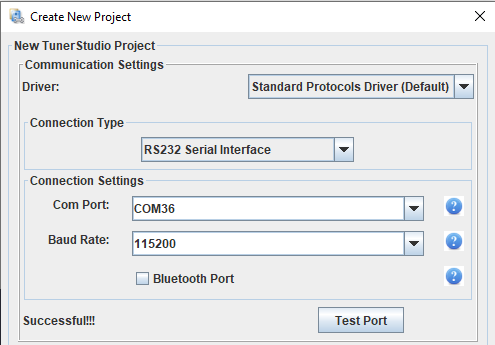 Create New Project
New TunerStudio Project
Communication Settings
Driver: Standard Protocols Driver (Default)
Connection Type
RS232 Serial Interface
Connection Settings
Com Port: COM36 ?
Baud Rate: 115200 ?
Bluetooth Port ?
Successful!!! Test Port